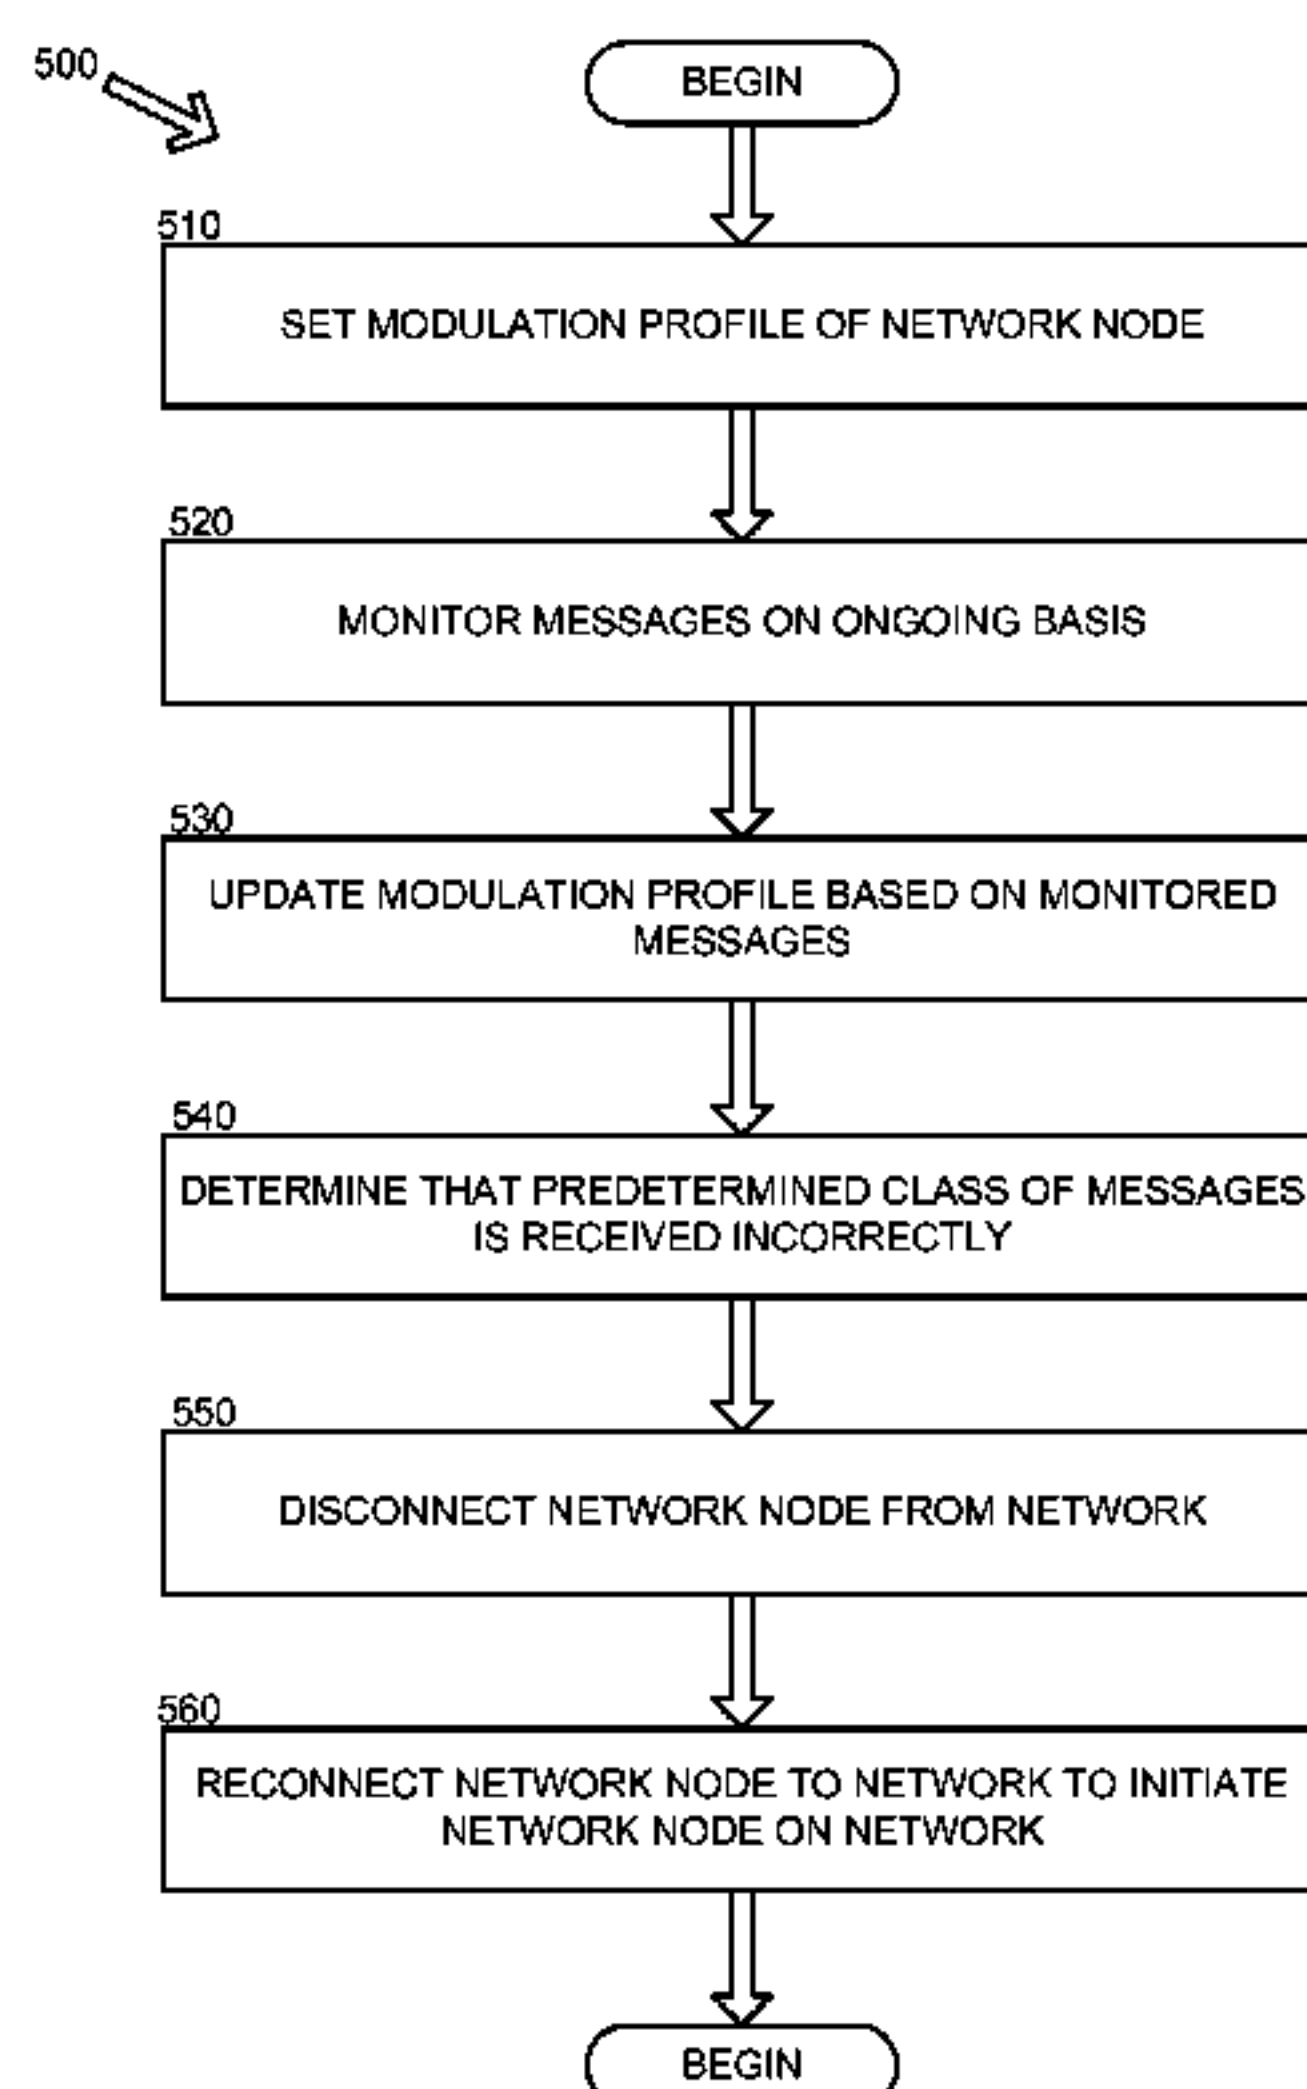 500
BEGIN
510
SET MODULATION PROFILE OF NETWORK NODE
520
MONITOR MESSAGES ON ONGOING BASIS
530
UPDATE MODULATION PROFILE BASED ON MONITORED
MESSAGES
540
DETERMINE THAT PREDETERMINED CLASS OF MESSAGES
IS RECEIVED INCORRECTLY
550
DISCONNECT NETWORK NODE FROM NETWORK
560
RECONNECT NETWORK NODE TO NETWORK TO INITIATE
NETWORK NODE ON NETWORK
BEGIN